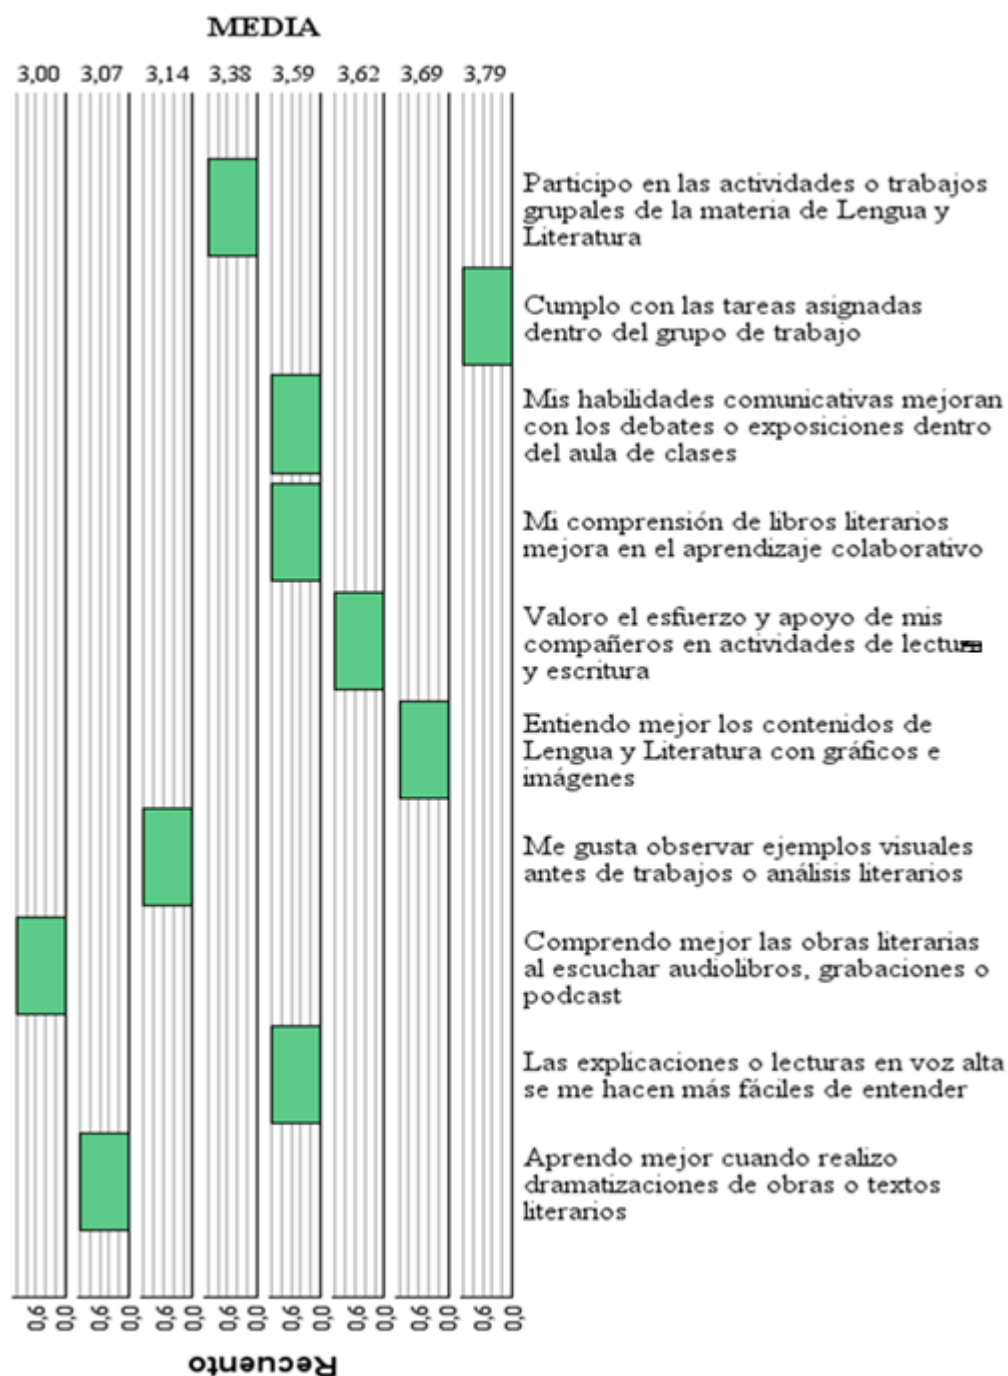 MEDIA
3,00 3,07 3,14 3,38 3,59 3,62 3,69 3,79
Participo en las actividades o trabajos
grupales de la materia de Lengua y
Literatura
Cumplo con las tareas asignadas
dentro del grupo de trabajo
Mis habilidades comunicativas mejoran
con los debates o exposiciones dentro
del aula de clases
Mi comprensión de libros literarios
mejora en el aprendizaje colaborativo
Valoro el esfuerzo y apoyo de mis
compañeros en actividades de lectura
y escritura
Entiendo mejor los contenidos de
Lengua y Literatura con gráficos e
imágenes
Me gusta observar ejemplos visuales
antes de trabajos o análisis literarios
Comprendo mejor las obras literarias
al escuchar audiolibros, grabaciones o
podcast
Las explicaciones o lecturas en voz alta
se me hacen más fáciles de entender
Aprendo mejor cuando realizo
dramatizaciones de obras o textos
literarios
0,6 0,0 0,6 0,0 0,6 0,0 0,6 0,0 0,6 0,0 0,6 0,0 0,6 0,0 0,6 0,0
Recuento